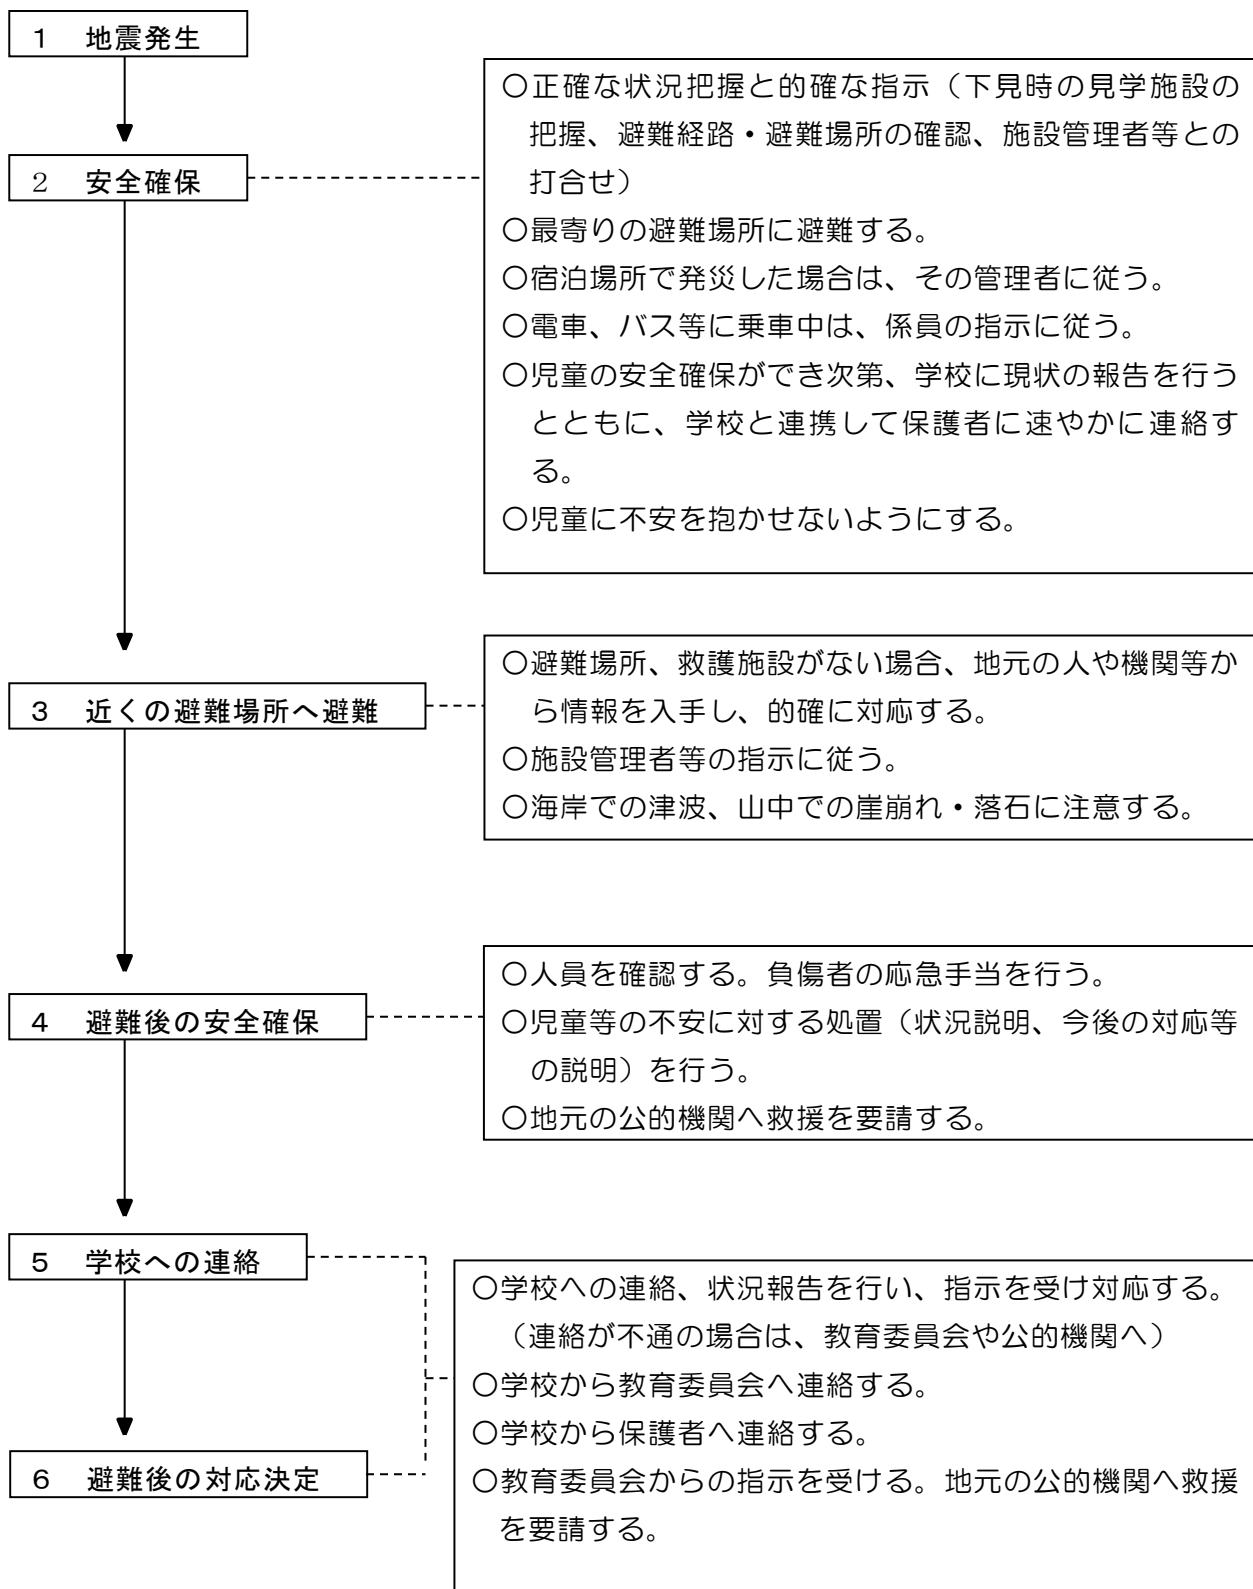 １　地震発生
２　安全確保
〇正確な状況把握と的確な指示（下見時の見学施設の
把握、避難経路・避難場所の確認、施設管理者等との
打合せ）
〇最寄りの避難場所に避難する。
〇宿泊場所で発災した場合は、その管理者に従う。
〇電車、バス等に乗車中は、係員の指示に従う。
〇児童の安全確保ができ次第、学校に現状の報告を行う
とともに、学校と連携して保護者に速やかに連絡す
る。
〇児童に不安を抱かせないようにする。
３　近くの避難場所へ避難
〇避難場所、救護施設がない場合、地元の人や機関等か
ら情報を入手し、的確に対応する。
〇施設管理者等の指示に従う。
〇海岸での津波、山中での崖崩れ・落石に注意する。
４　避難後の安全確保
〇人員を確認する。負傷者の応急手当を行う。
〇児童等の不安に対する処置（状況説明、今後の対応等
の説明）を行う。
〇地元の公的機関へ救援を要請する。
５　学校への連絡
６　避難後の対応決定
〇学校への連絡、状況報告を行い、指示を受け対応する。
（連絡が不通の場合は、教育委員会や公的機関へ）
〇学校から教育委員会へ連絡する。
〇学校から保護者へ連絡する。
〇教育委員会からの指示を受ける。地元の公的機関へ救援
を要請する。